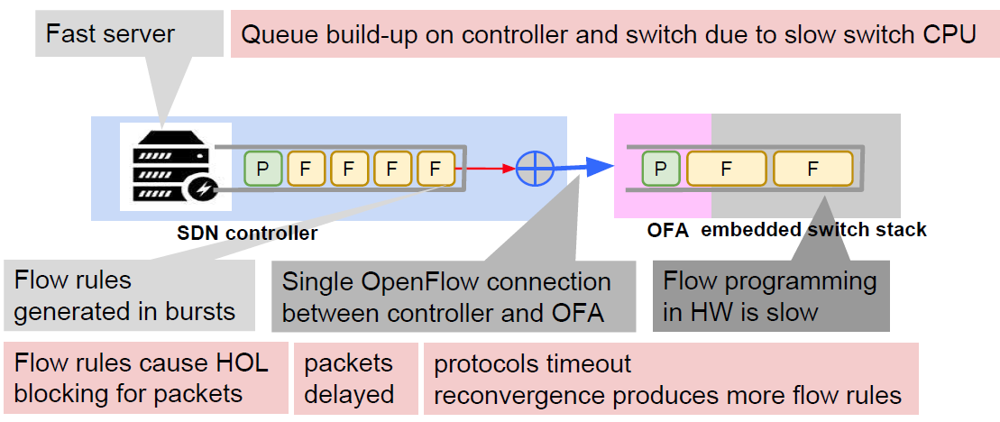 Fast server
Queue build-up on controller and switch due to slow switch CPU
P F F F F
P F F
SDN controller
OFA embedded switch stack
Flow rules
generated in bursts
Single OpenFlow connection
between controller and OFA
Flow programming
in HW is slow
Flow rules cause HOL
blocking for packets
packets
delayed
protocols timeout
reconvergence produces more flow rules